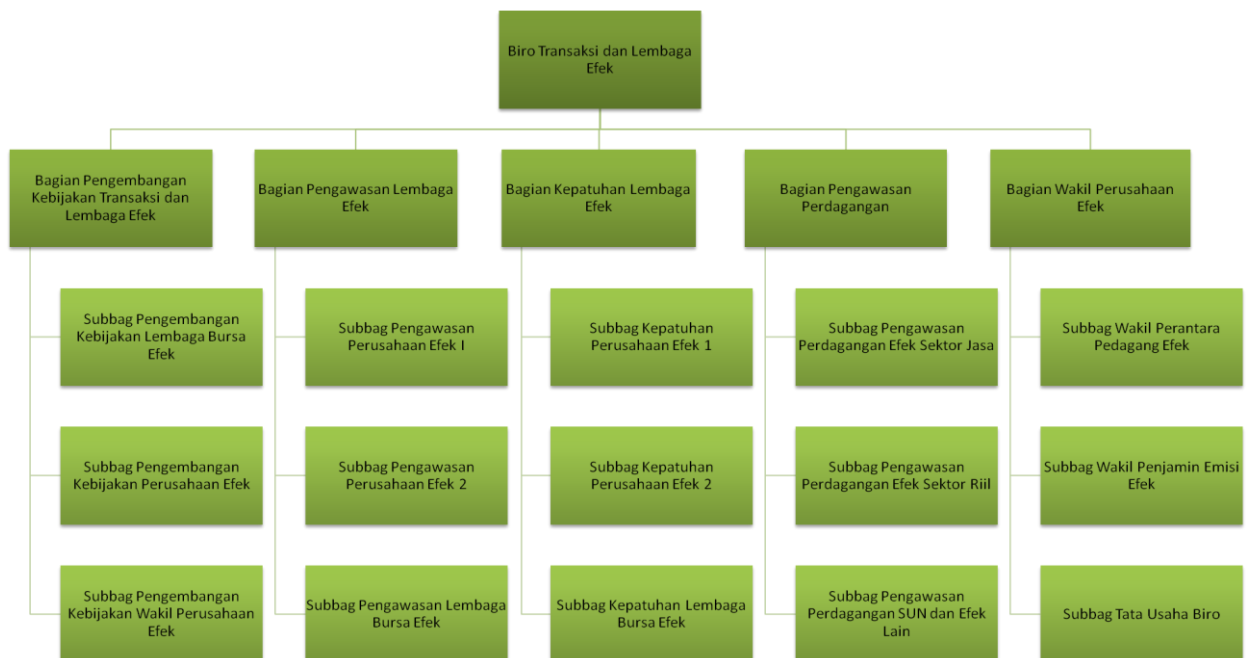 Biro Transaksi dan Lembaga
Efek
Bagian Pengembangan
Kebijakan Transaksi dan
Lembaga Efek
Bagian Pengawasan Lembaga
Efek
Bagian Kepatuhan Lembaga
Efek
Bagian Pengawasan
Perdagangan
Bagian Wakil Perusahaan
Efek
Subbag Pengembangan
Kebijakan Lembaga Bursa
Efek
Subbag Pengawasan
Perusahaan Efek I
Subbag Kepatuhan
Perusahaan Efek 1
Subbag Pengawasan
Perdagangan Efek Sektor Jasa
Subbag Wakil Perantara
Pedagang Efek
Subbag Pengembangan
Kebijakan Perusahaan Efek
Subbag Pengawasan
Perusahaan Efek 2
Subbag Kepatuhan
Perusahaan Efek 2
Subbag Pengawasan
Perdagangan Efek Sektor Riil
Subbag Wakil Penjamin Emisi
Efek
Subbag Pengembangan
Kebijakan Wakil Perusahaan
Efek
Subbag Pengawasan Lembaga
Bursa Efek
Subbag Kepatuhan Lembaga
Bursa Efek
Subbag Pengawasan
Perdagangan SUN dan Efek
Lain
Subbag Tata Usaha Biro